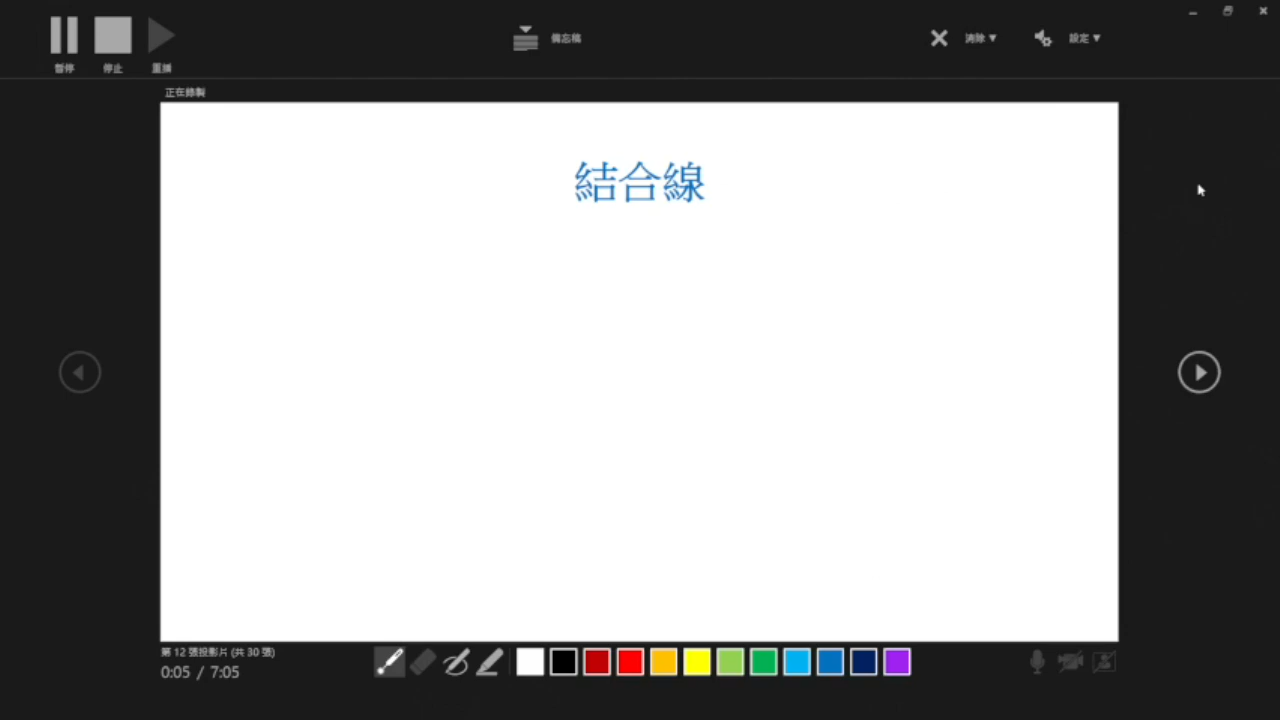 備忘稿
清除 ▼
設定 ▼
暫停
停止
重播
正在錄製
結合線
第 12 張投影片 (共 30 張)
0:05 / 7:05